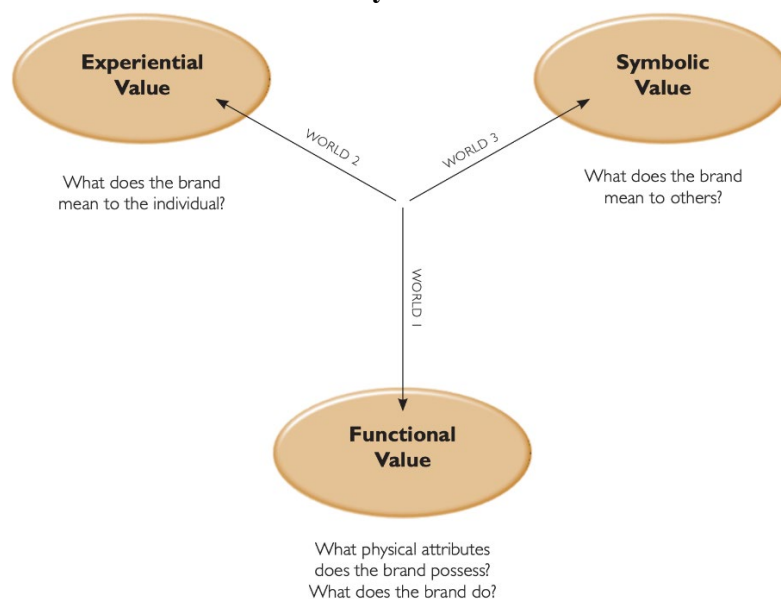 Experiential
Value
Symbolic
Value
WORLD 2
WORLD 3
What does the brand
mean to the individual?
What does the brand
mean to others?
WORLD 1
Functional
Value
What physical attributes
does the brand possess?
What does the brand do?